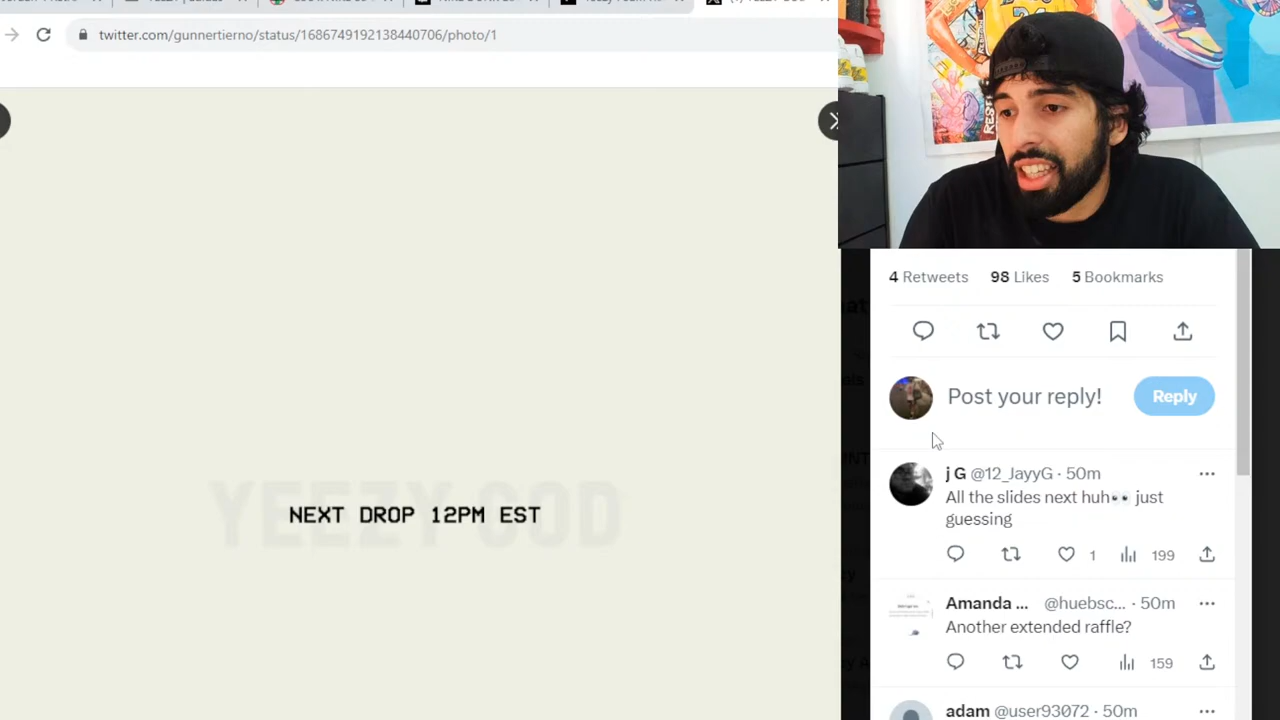 twitter.com/gunnertierno/status/1686749192138440706/photo/1
YEEZY GOD
NEXT DROP 12PM EST
4 Retweets 98 Likes 5 Bookmarks
Post your reply!
Reply
j G @12_JayyG · 50m
All the slides next huh👀 just
guessing
1
199
Amanda ... @huebsc... · 50m
Another extended raffle?
159
adam @user93072 · 50m